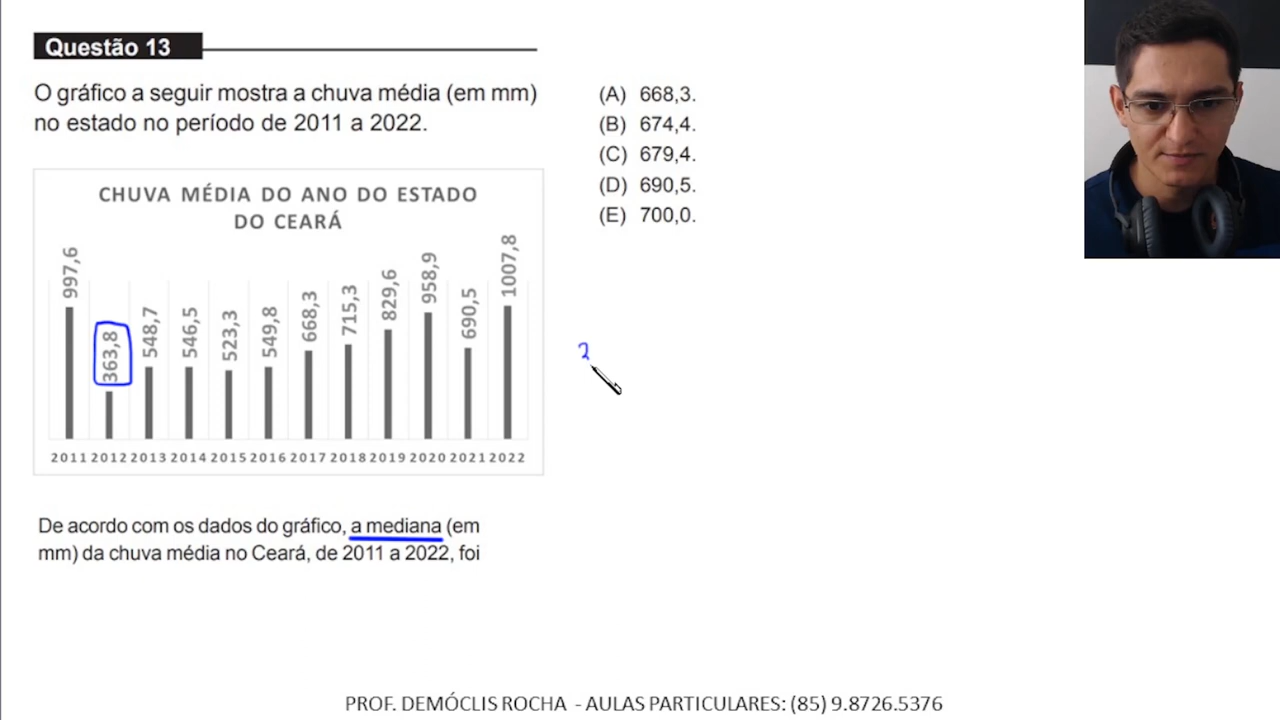 Questão 13
O gráfico a seguir mostra a chuva média (em mm)
no estado no período de 2011 a 2022.
CHUVA MÉDIA DO ANO DO ESTADO
DO CEARÁ
997,6
363,8
548,7
546,5
523,3
549,8
668,3
715,3
829,6
958,9
690,5
1007,8
2011 2012 2013 2014 2015 2016 2017 2018 2019 2020 2021 2022
De acordo com os dados do gráfico, a mediana (em
mm) da chuva média no Ceará, de 2011 a 2022, foi
(A) 668,3.
(B) 674,4.
(C) 679,4.
(D) 690,5.
(E) 700,0.
PROF. DEMÓCLIS ROCHA - AULAS PARTICULARES: (85) 9.8726.5376